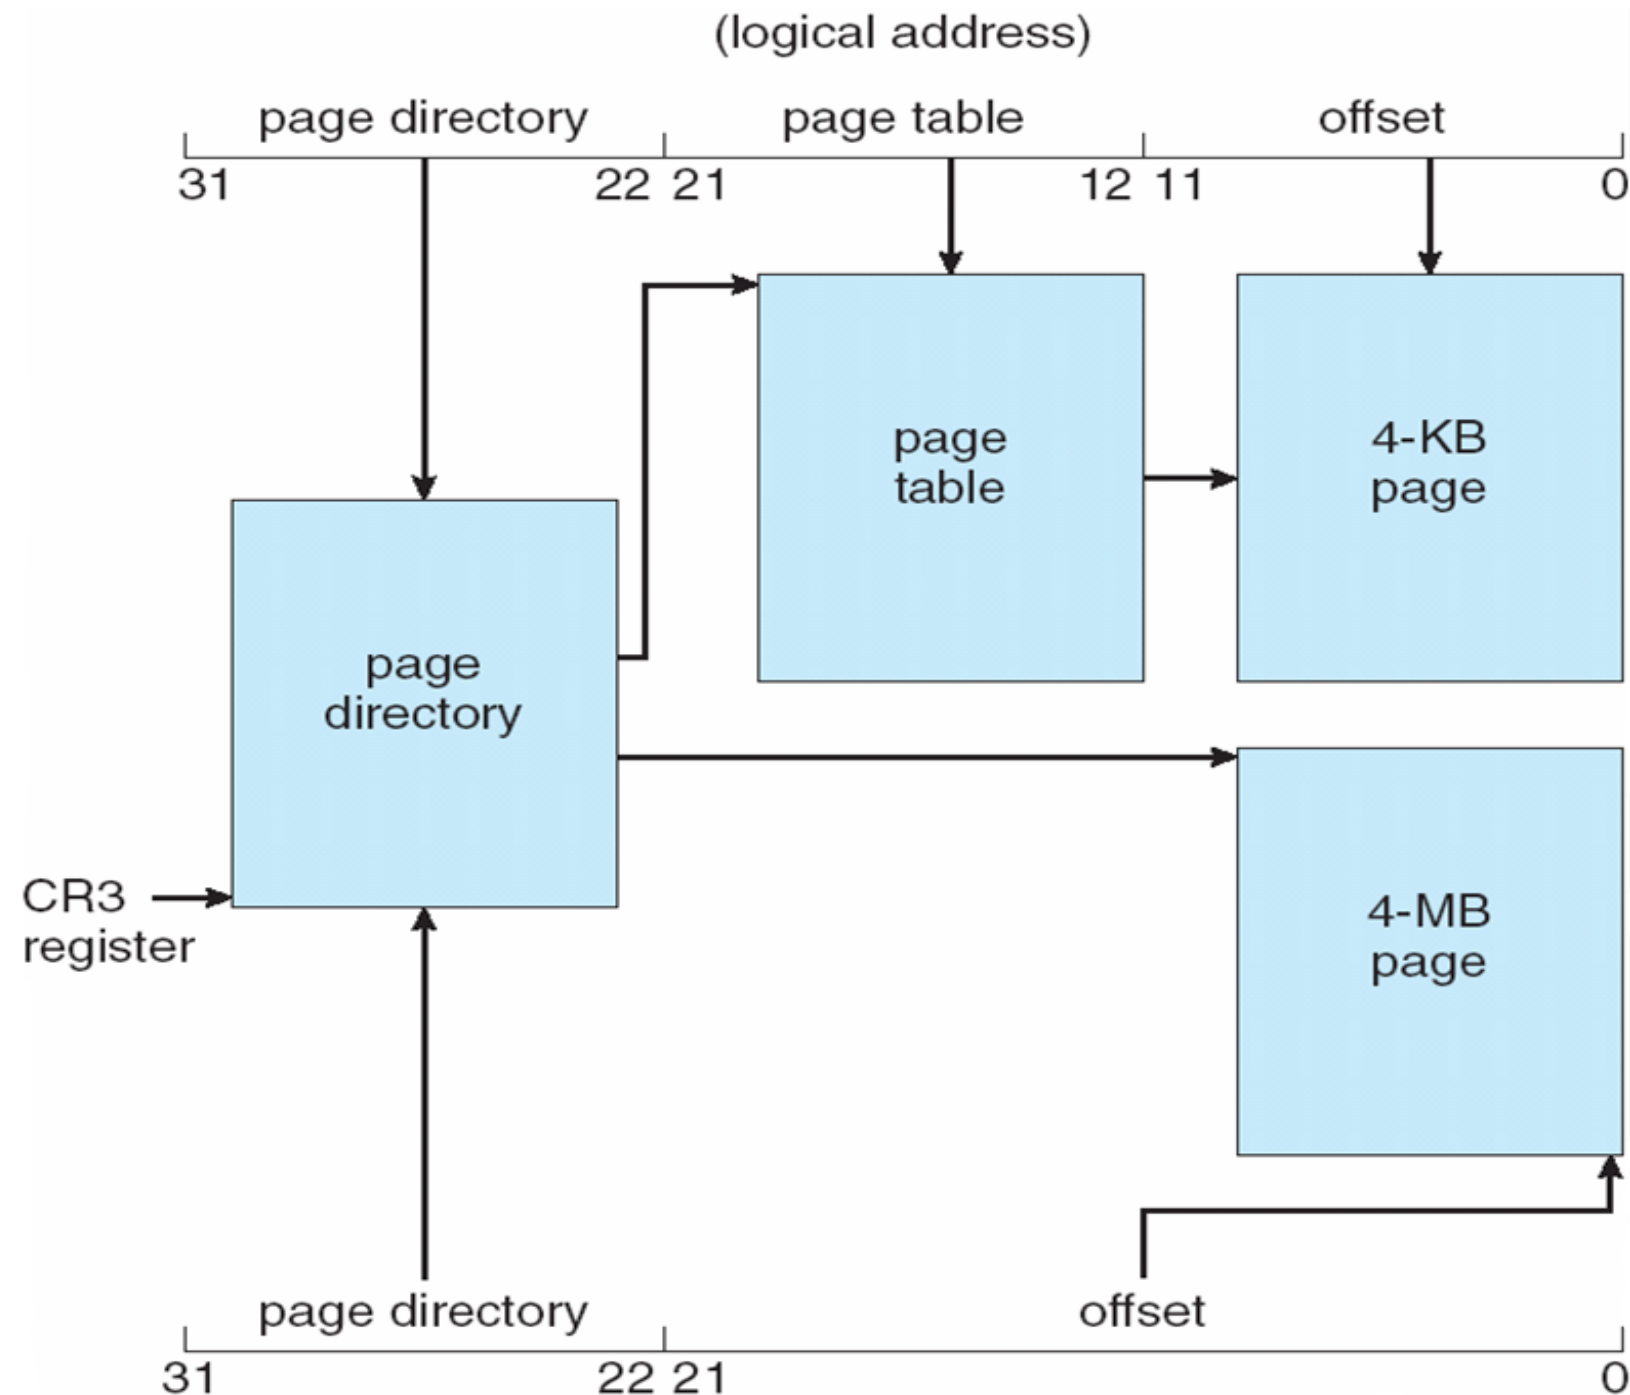 (logical address)
page directory page table offset
31 22 21 12 11 0
page
table
4-KB
page
page
directory
CR3
register
4-MB
page
page directory offset
31 22 21 0